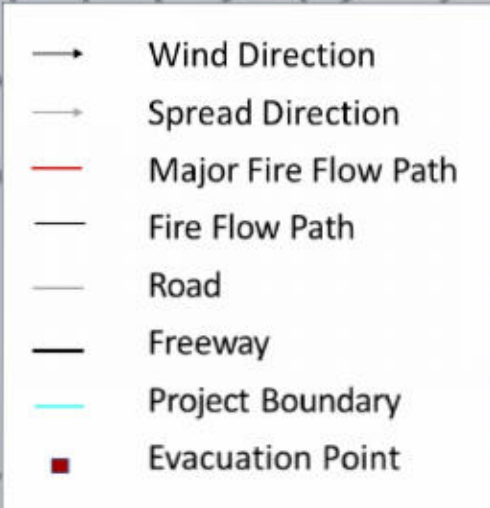 Wind Direction
Spread Direction
Major Fire Flow Path
Fire Flow Path
Road
Freeway
Project Boundary
Evacuation Point